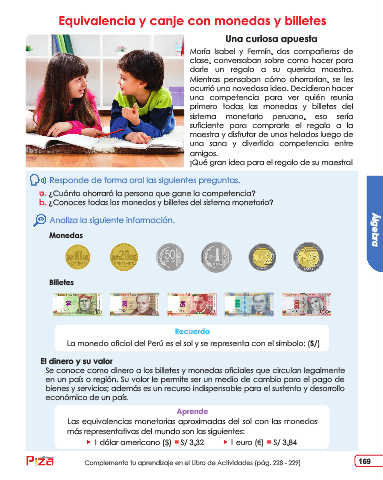 Equivalencia y canje con monedas y billetes
Una curiosa apuesta
María Isabel y Fermín, dos compañeros de
clase, conversaban sobre como hacer para
darle un regalo a su querida maestra.
Mientras pensaban cómo ahorrarían, se les
ocurrió una novedosa idea. Decidieron hacer
una competencia para ver quién reunía
primero todas las monedas y billetes del
sistema monetario peruano, eso sería
suficiente para comprarle el regalo a la
maestra y disfrutar de unos helados luego de
una sana y divertida competencia entre
amigos.
¡Qué gran idea para el regalo de su maestra!
Responde de forma oral las siguientes preguntas.
a. ¿Cuánto ahorrará la persona que gane la competencia?
b. ¿Conoces todas las monedas y billetes del sistema monetario?
Analiza la siguiente información.
Monedas
Billetes
Recuerda
La moneda oficial del Perú es el sol y se representa con el símbolo: (S/)
El dinero y su valor
Se conoce como dinero a los billetes y monedas oficiales que circulan legalmente
en un país o región. Su valor le permite ser un medio de cambio para el pago de
bienes y servicios; además es un recurso indispensable para el sustento y desarrollo
económico de un país.
Aprende
Las equivalencias monetarias aproximadas del sol con las monedas
más representativas del mundo son las siguientes:
1 dólar americano ($) = S/ 3,32 1 euro (€) = S/ 3,84
Álgebra
Complementa tu aprendizaje en el Libro de Actividades (pág. 228 - 229)
169